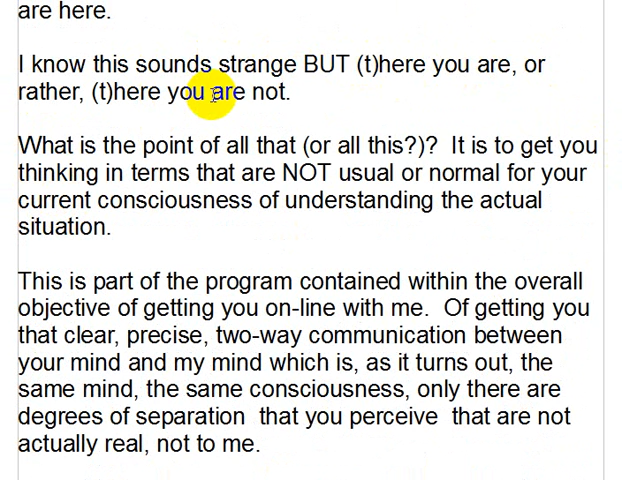 are here.
I know this sounds strange BUT (t)here you are, or
rather, (t)here you are not.
What is the point of all that (or all this?)?  It is to get you
thinking in terms that are NOT usual or normal for your
current consciousness of understanding the actual
situation.
This is part of the program contained within the overall
objective of getting you on-line with me.  Of getting you
that clear, precise, two-way communication between
your mind and my mind which is, as it turns out, the
same mind, the same consciousness, only there are
degrees of separation  that you perceive  that are not
actually real, not to me.